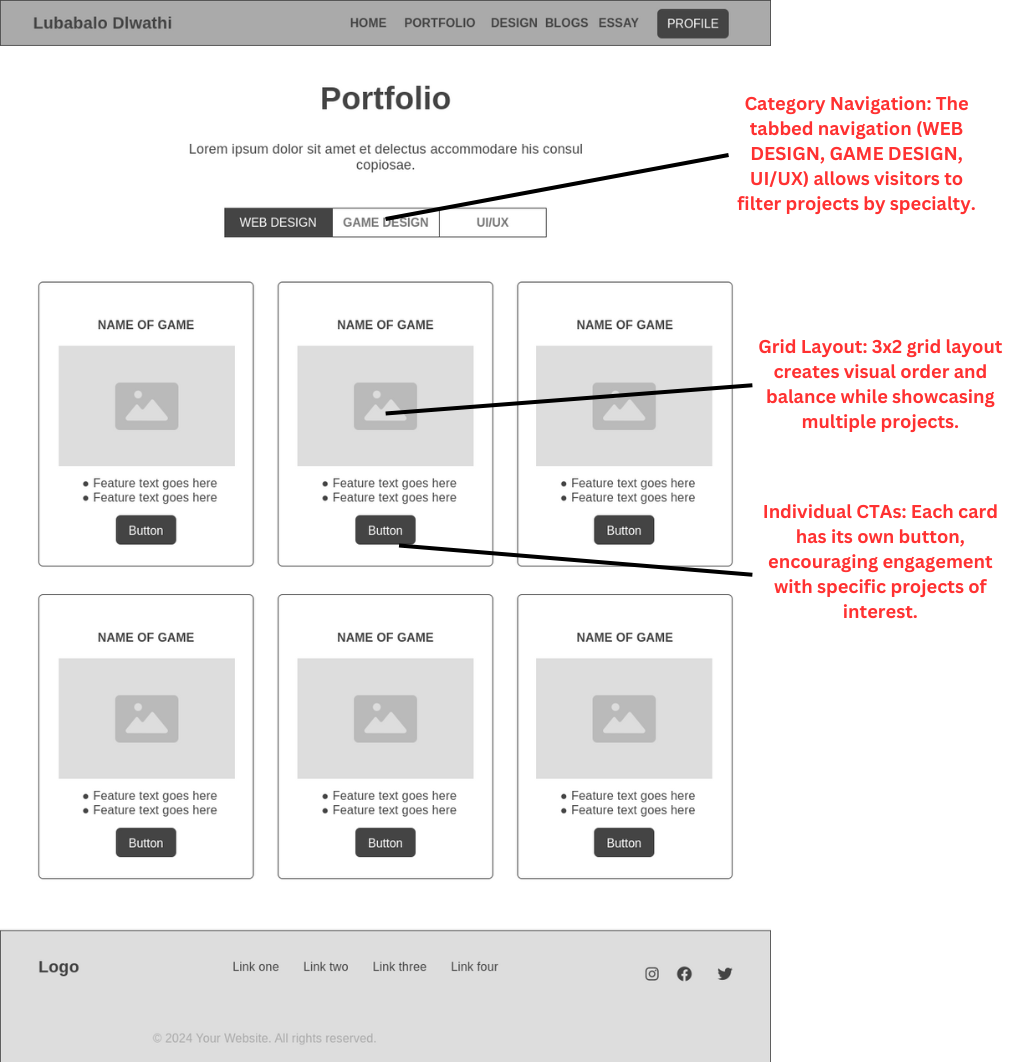 Lubabalo Dlwathi HOME PORTFOLIO DESIGN BLOGS ESSAY PROFILE
Portfolio
Lorem ipsum dolor sit amet et delectus accommodare his consul
copiosae.
WEB DESIGN GAME DESIGN UI/UX
Category Navigation: The
tabbed navigation (WEB
DESIGN, GAME DESIGN,
UI/UX) allows visitors to
filter projects by specialty.
NAME OF GAME
● Feature text goes here
● Feature text goes here
Button
NAME OF GAME
● Feature text goes here
● Feature text goes here
Button
NAME OF GAME
● Feature text goes here
● Feature text goes here
Button
Grid Layout: 3x2 grid layout
creates visual order and
balance while showcasing
multiple projects.
Individual CTAs: Each card
has its own button,
encouraging engagement
with specific projects of
interest.
NAME OF GAME
● Feature text goes here
● Feature text goes here
Button
NAME OF GAME
● Feature text goes here
● Feature text goes here
Button
NAME OF GAME
● Feature text goes here
● Feature text goes here
Button
Logo Link one Link two Link three Link four
© 2024 Your Website. All rights reserved.